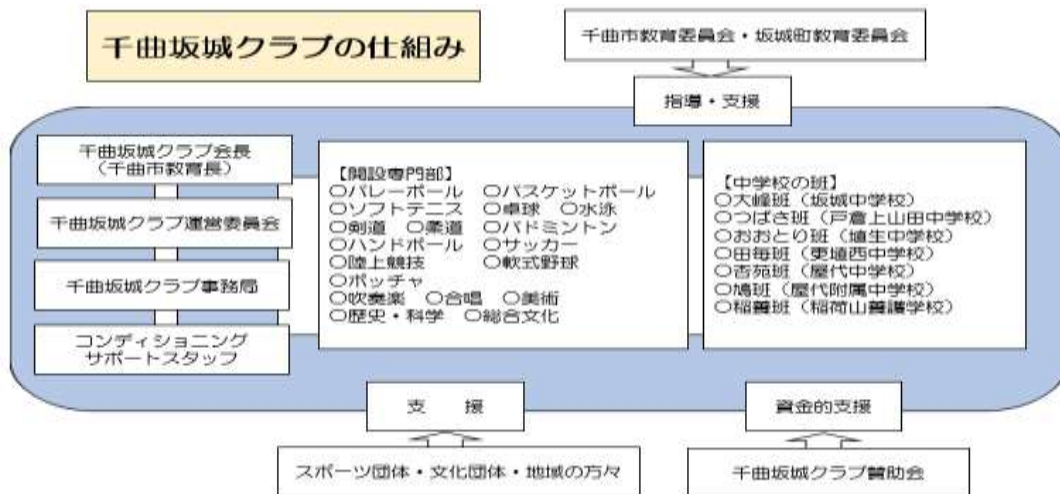 千曲坂城クラブの仕組み
千曲市教育委員会・坂城町教育委員会
指導・支援
千曲坂城クラブ会長
（千曲市教育長）
千曲坂城クラブ運営委員会
千曲坂城クラブ事務局
コンディショニング
サポートスタッフ
【開設専門部】
○バレーボール ○バスケットボール
○ソフトテニス ○卓球 ○水泳
○剣道 ○柔道 ○バドミントン
○ハンドボール ○サッカー
○陸上競技 ○軟式野球
○ボッチャ
○吹奏楽 ○合唱 ○美術
○歴史・科学 ○総合文化
【中学校の班】
○大峰班（坂城中学校）
○つばさ班（戸倉上山田中学校）
○おおとり班（埴生中学校）
○田毎班（更埴西中学校）
○杏苑班（屋代中学校）
○鳩班（屋代附属中学校）
○稲養班（稲荷山養護学校）
支 援
資金的支援
スポーツ団体・文化団体・地域の方々
千曲坂城クラブ賛助会